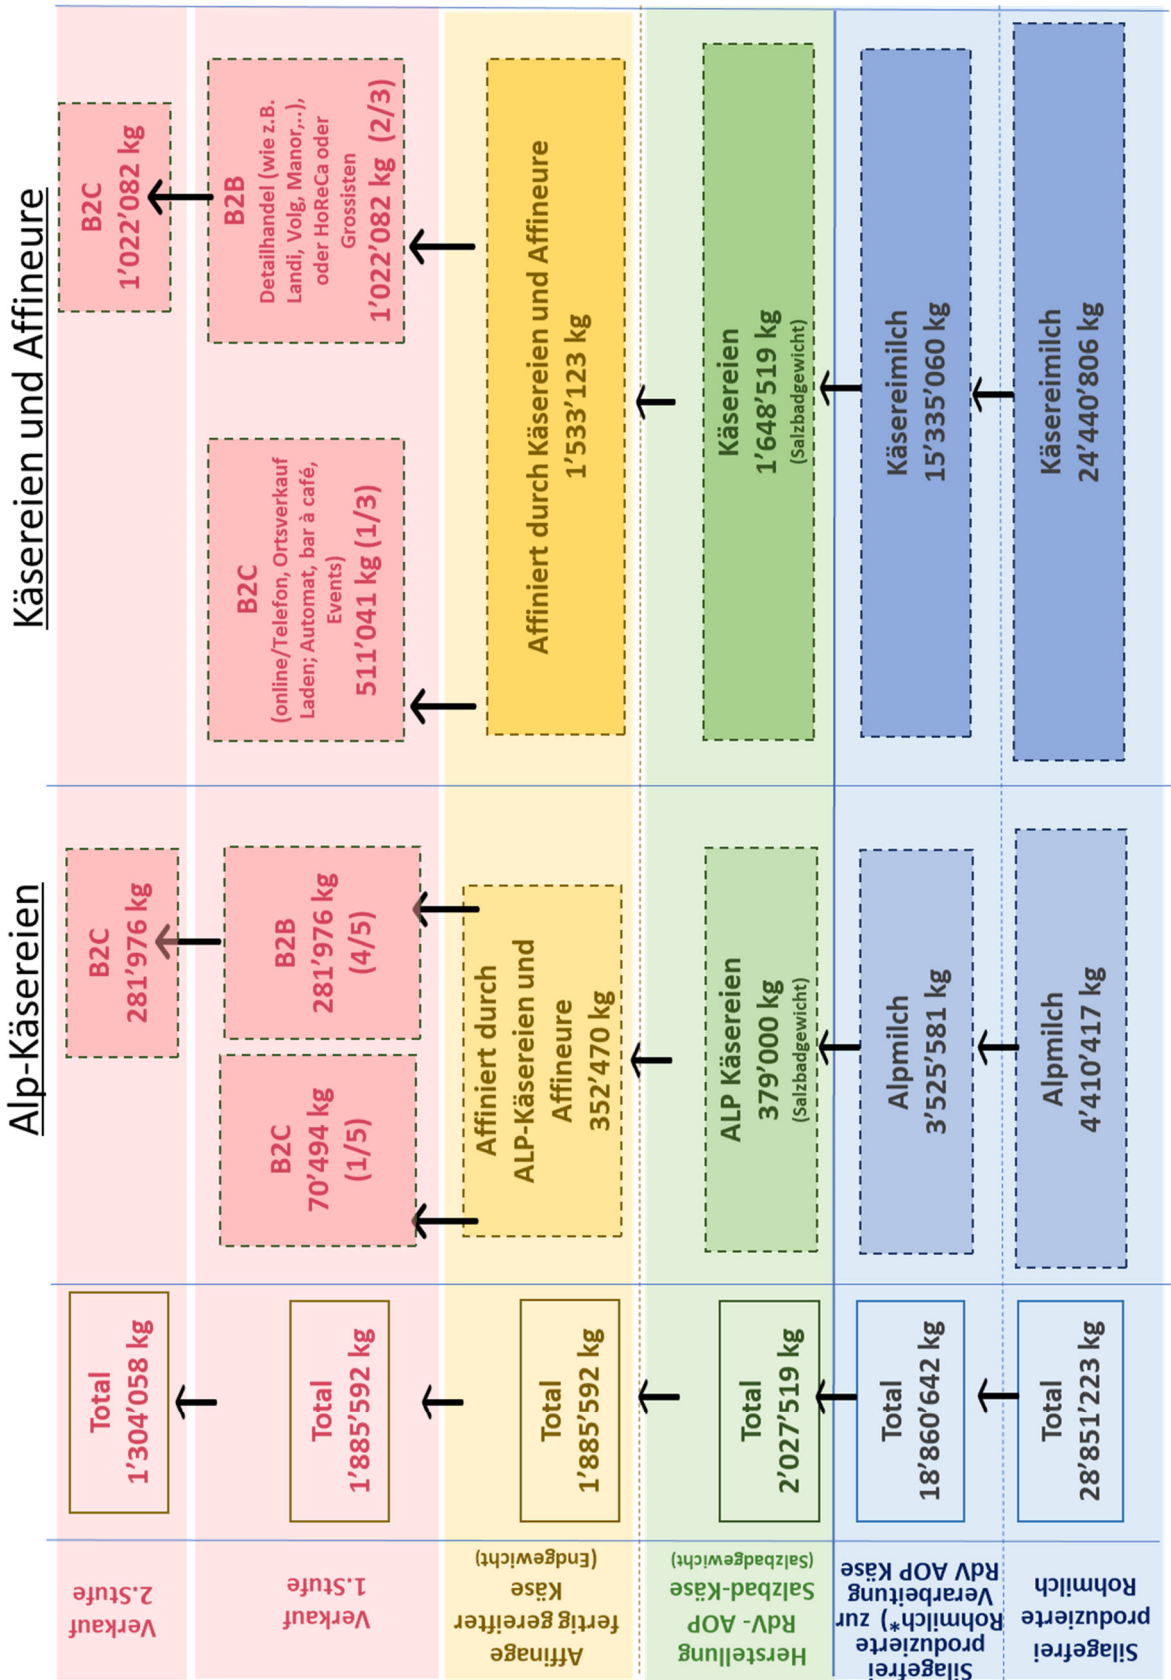 Alp-Käsereien
Käsereien und Affineure
Verkauf
2.Stufe
Total
1’304’058 kg
B2C
281’976 kg
B2C
1’022’082 kg
Verkauf
1.Stufe
Total
1’885’592 kg
B2C
70’494 kg
(1/5)
B2B
281’976 kg
(4/5)
B2C
(online/Telefon, Ortsverkauf
Laden; Automat, bar à café,
Events)
511’041 kg (1/3)
B2B
Detailhandel (wie z.B.
Landi, Volg, Manor,..),
oder HoReCa oder
Grossisten
1’022’082 kg (2/3)
Affinage
fertig gereifter
Käse
(Endgewicht)
Total
1’885’592 kg
Affiniert durch
ALP-Käsereien und
Affineure
352’470 kg
Affiniert durch Käsereien und Affineure
1’533’123 kg
Herstellung
RdV- AOP
Salzbad-Käse
(Salzbadgewicht)
Total
2’027’519 kg
ALP Käsereien
379’000 kg
(Salzbadgewicht)
Käsereien
1’648’519 kg
(Salzbadgewicht)
Silagefrei
produzierte
Rohmilch*) zur
Verarbeitung
RdV AOP Käse
Total
18’860’642 kg
Alpmilch
3’525’581 kg
Käsereimilch
15’335’060 kg
Silagefrei
produzierte
Rohmilch
Total
28’851’223 kg
Alpmilch
4’410’417 kg
Käsereimilch
24’440’806 kg